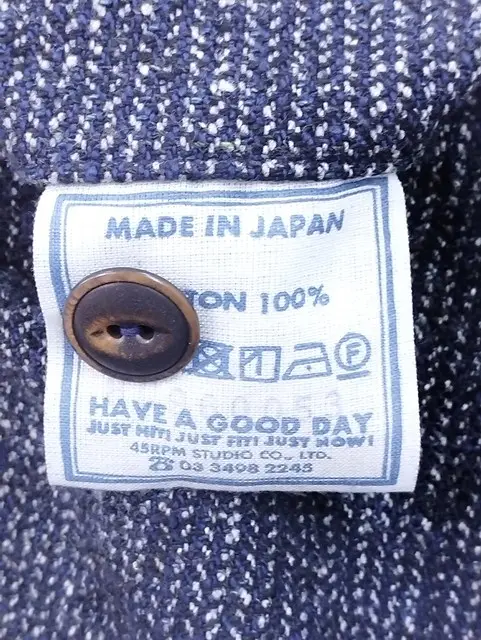 MADE IN JAPAN
TON 100%
F
HAVE A GOOD DAY
JUST HIT! JUST FIT! JUST NOW!
45RPM STUDIO CO., LTD.
☎ 03 3498 2245